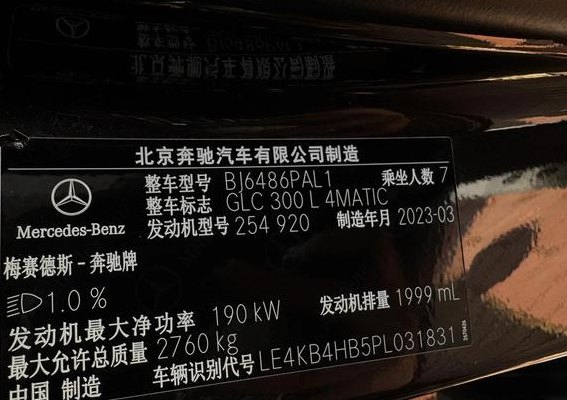 北京奔驰汽车有限公司制造
整车型号 BJ6486PAL1 乘坐人数 7
整车标志 GLC 300 L 4MATIC
发动机型号 254 920 制造年月 2023-03
Mercedes-Benz
梅赛德斯-奔驰牌
1.0 %
发动机最大净功率 190 kW 发动机排量 1999 mL
最大允许总质量 2760 kg
中国 制造 车辆识别代号 LE4KB4HB5PL031831